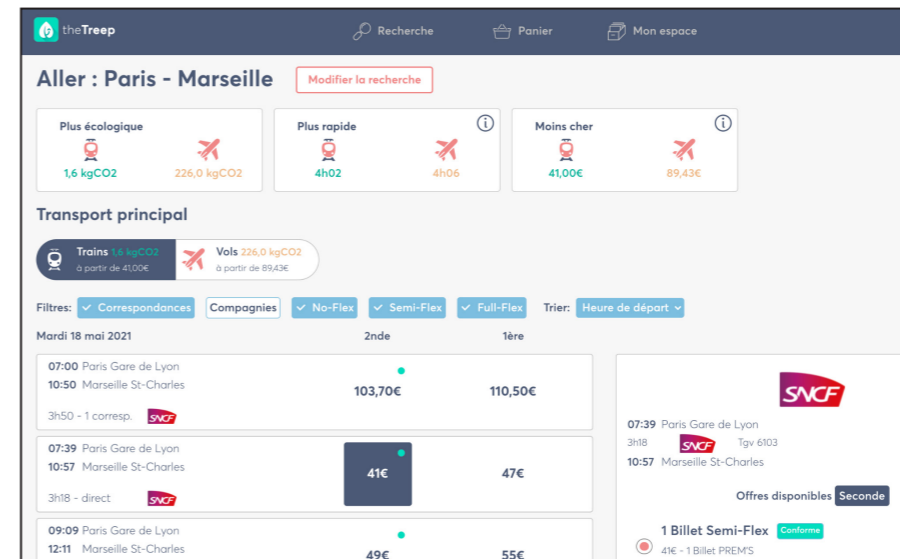 theTreep Recherche Panier Mon espace
Aller : Paris - Marseille Modifier la recherche
Plus écologique Plus rapide Moins cher
1,6 kgCO2 226,0 kgCO2 4h02 4h06 41,00€ 89,43€
Transport principal
Trains 1,6 kgCO2 Vols 226,0 kgCO2
à partir de 41,00€ à partir de 89,43€
Filtres: Correspondances Compagnies No-Flex Semi-Flex Full-Flex Trier: Heure de départ
Mardi 18 mai 2021 2nde 1ère
07:00 Paris Gare de Lyon
10:50 Marseille St-Charles
103,70€ 110,50€
3h50 - 1 corresp. SNCF
07:39 Paris Gare de Lyon
10:57 Marseille St-Charles
41€ 47€
3h18 - direct SNCF
09:09 Paris Gare de Lyon
12:11 Marseille St-Charles
49€ 55€
SNCF
07:39 Paris Gare de Lyon
3h18 SNCF Tgv 6103
10:57 Marseille St-Charles
Offres disponibles Seconde
1 Billet Semi-Flex Conforme
41€ - 1 Billet PREM'S